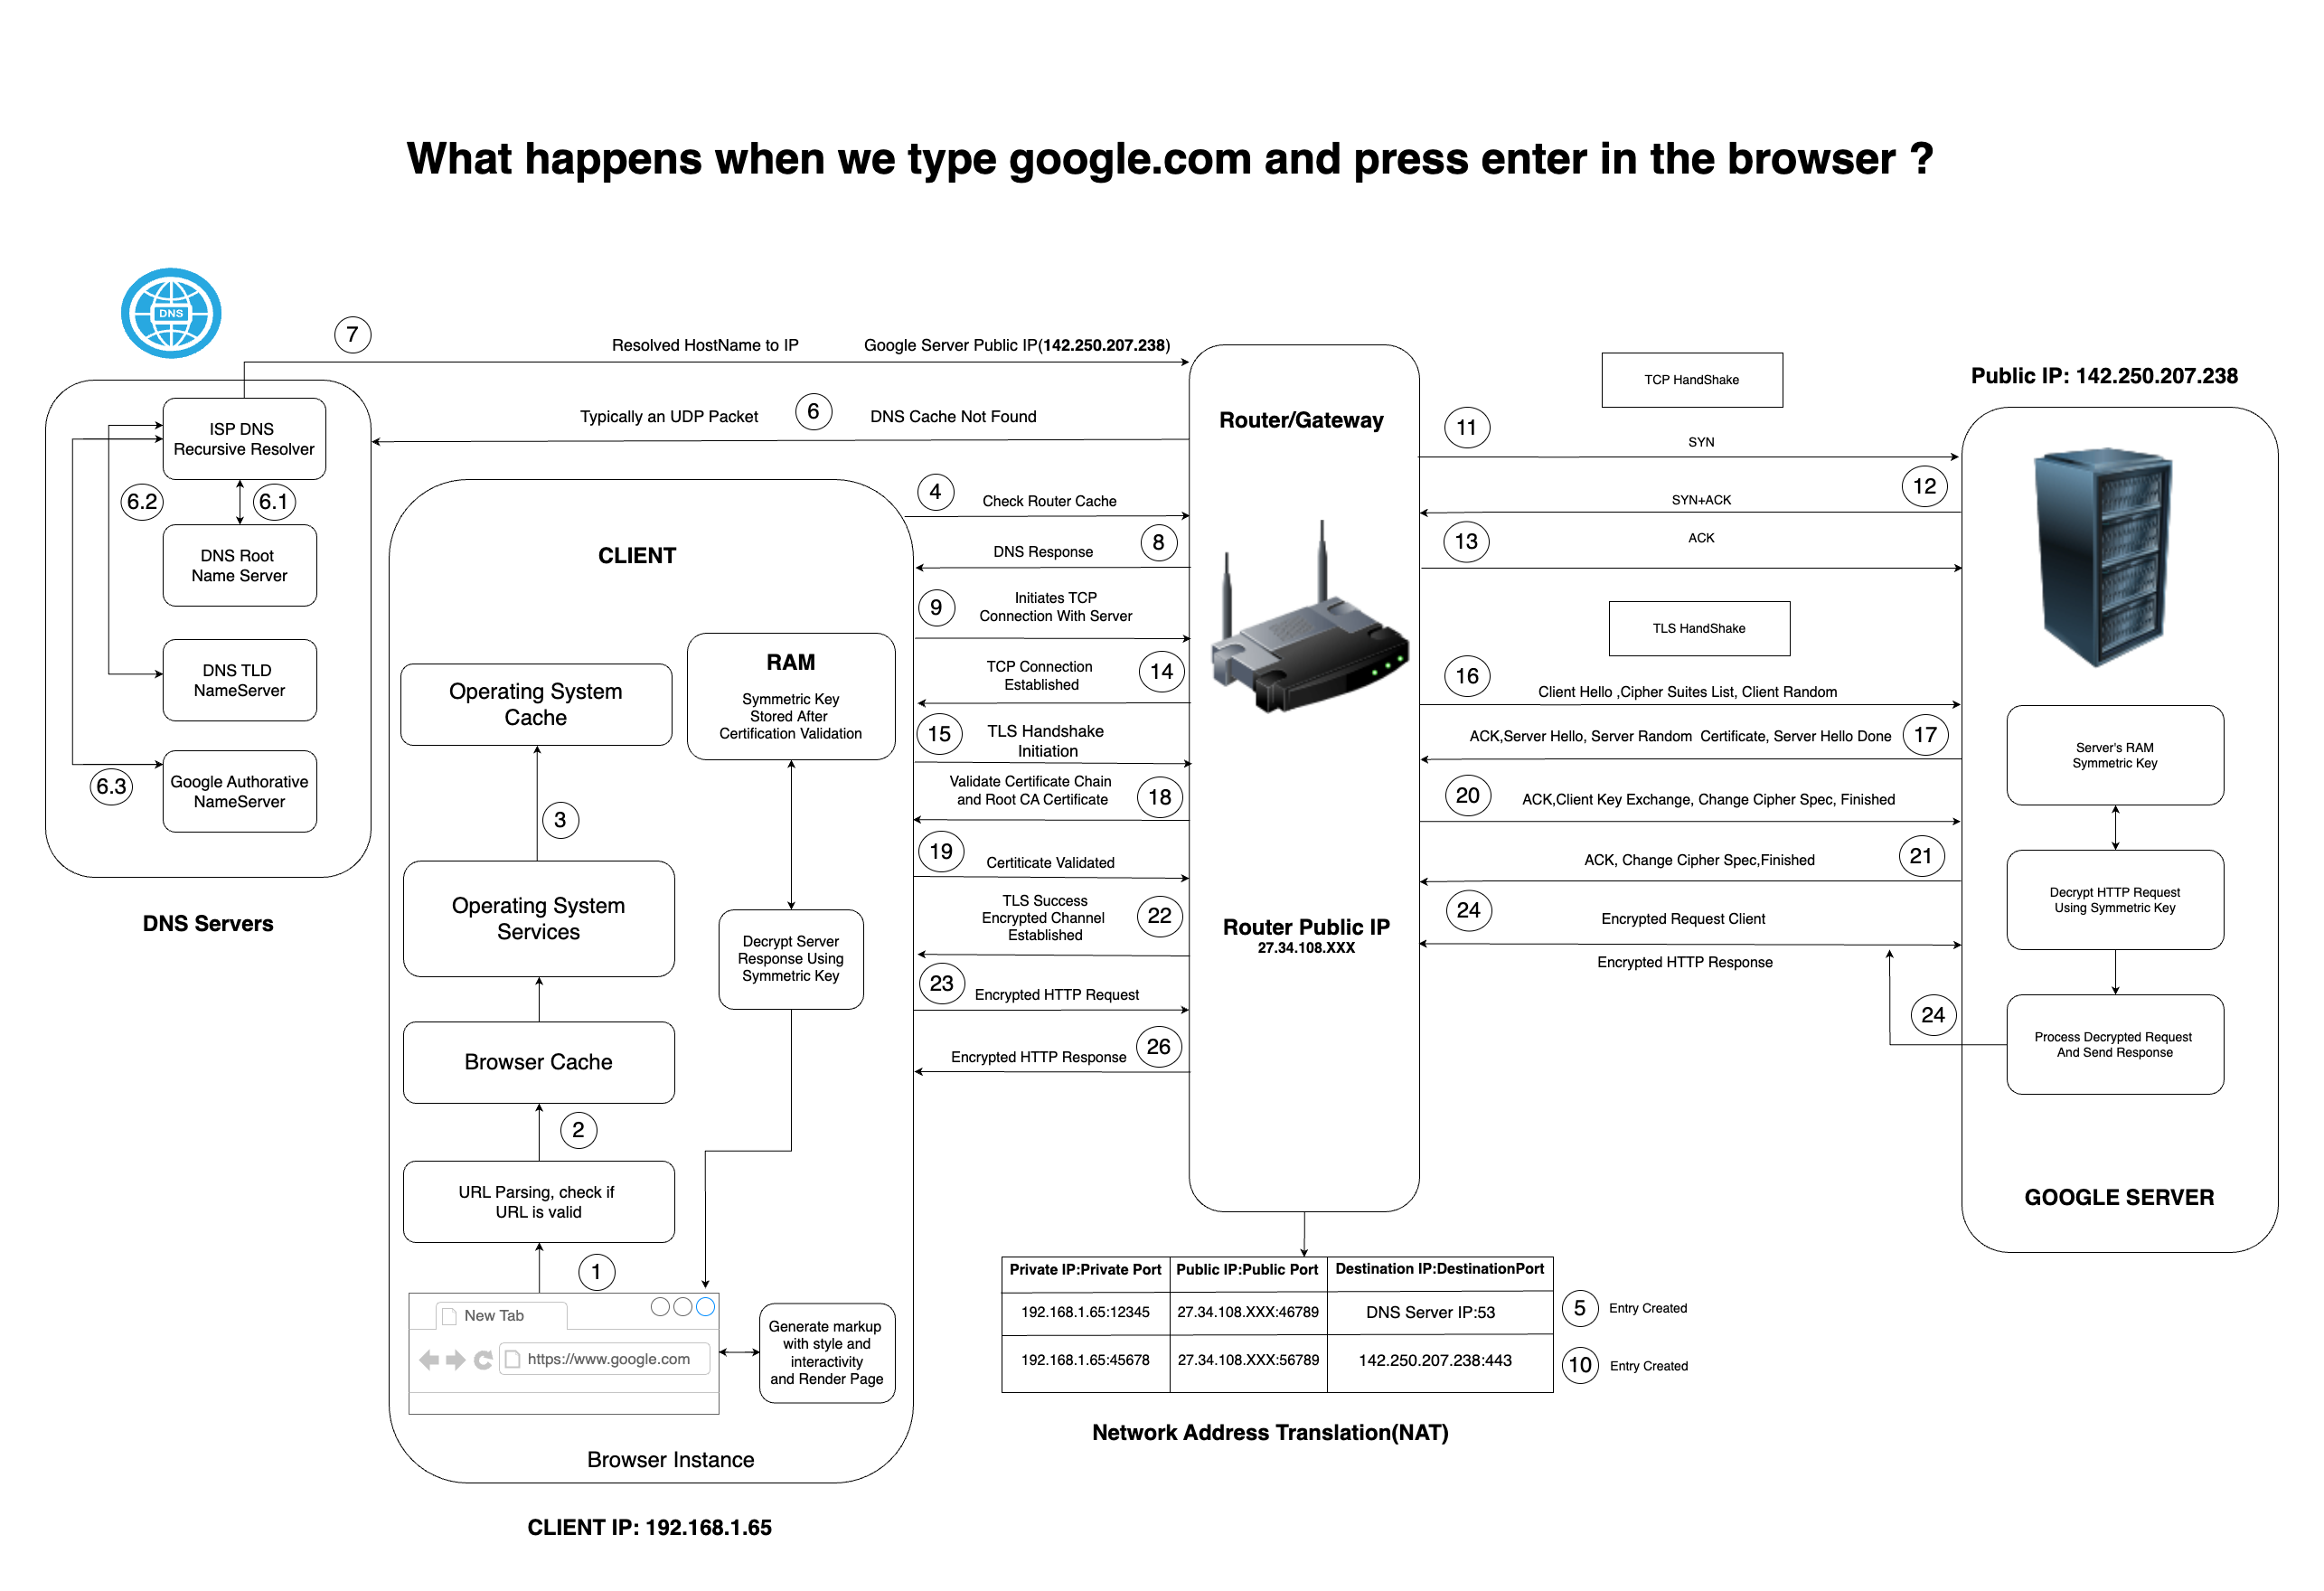 What happens when we type google.com and press enter in the browser ?
DNS
7
Resolved HostName to IP
Google Server Public IP(142.250.207.238)
Typically an UDP Packet
6
DNS Cache Not Found
ISP DNS
Recursive Resolver
6.2
6.1
DNS Root
Name Server
DNS TLD
NameServer
6.3
Google Authorative
NameServer
DNS Servers
CLIENT
RAM
Symmetric Key
Stored After
Certification Validation
Operating System
Cache
3
Operating System
Services
Decrypt Server
Response Using
Symmetric Key
Browser Cache
2
URL Parsing, check if
URL is valid
1
New Tab
https://www.google.com
Generate markup
with style and
interactivity
and Render Page
Browser Instance
CLIENT IP: 192.168.1.65
4
Check Router Cache
DNS Response
8
9
Initiates TCP
Connection With Server
TCP Connection
Established
14
15
TLS Handshake
Initiation
Validate Certificate Chain
and Root CA Certificate
18
19
Certiticate Validated
TLS Success
Encrypted Channel
Established
22
23
Encrypted HTTP Request
Encrypted HTTP Response
26
Router/Gateway
Router Public IP
27.34.108.XXX
TCP HandShake
11
SYN
SYN+ACK
12
13
ACK
TLS HandShake
16
Client Hello ,Cipher Suites List, Client Random
ACK,Server Hello, Server Random  Certificate, Server Hello Done
17
20
ACK,Client Key Exchange, Change Cipher Spec, Finished
ACK, Change Cipher Spec,Finished
21
24
Encrypted Request Client
Encrypted HTTP Response
24
Public IP: 142.250.207.238
Server's RAM
Symmetric Key
Decrypt HTTP Request
Using Symmetric Key
Process Decrypted Request
And Send Response
GOOGLE SERVER
Private IP:Private Port
Public IP:Public Port
Destination IP:DestinationPort
192.168.1.65:12345
27.34.108.XXX:46789
DNS Server IP:53
5
Entry Created
192.168.1.65:45678
27.34.108.XXX:56789
142.250.207.238:443
10
Entry Created
Network Address Translation(NAT)